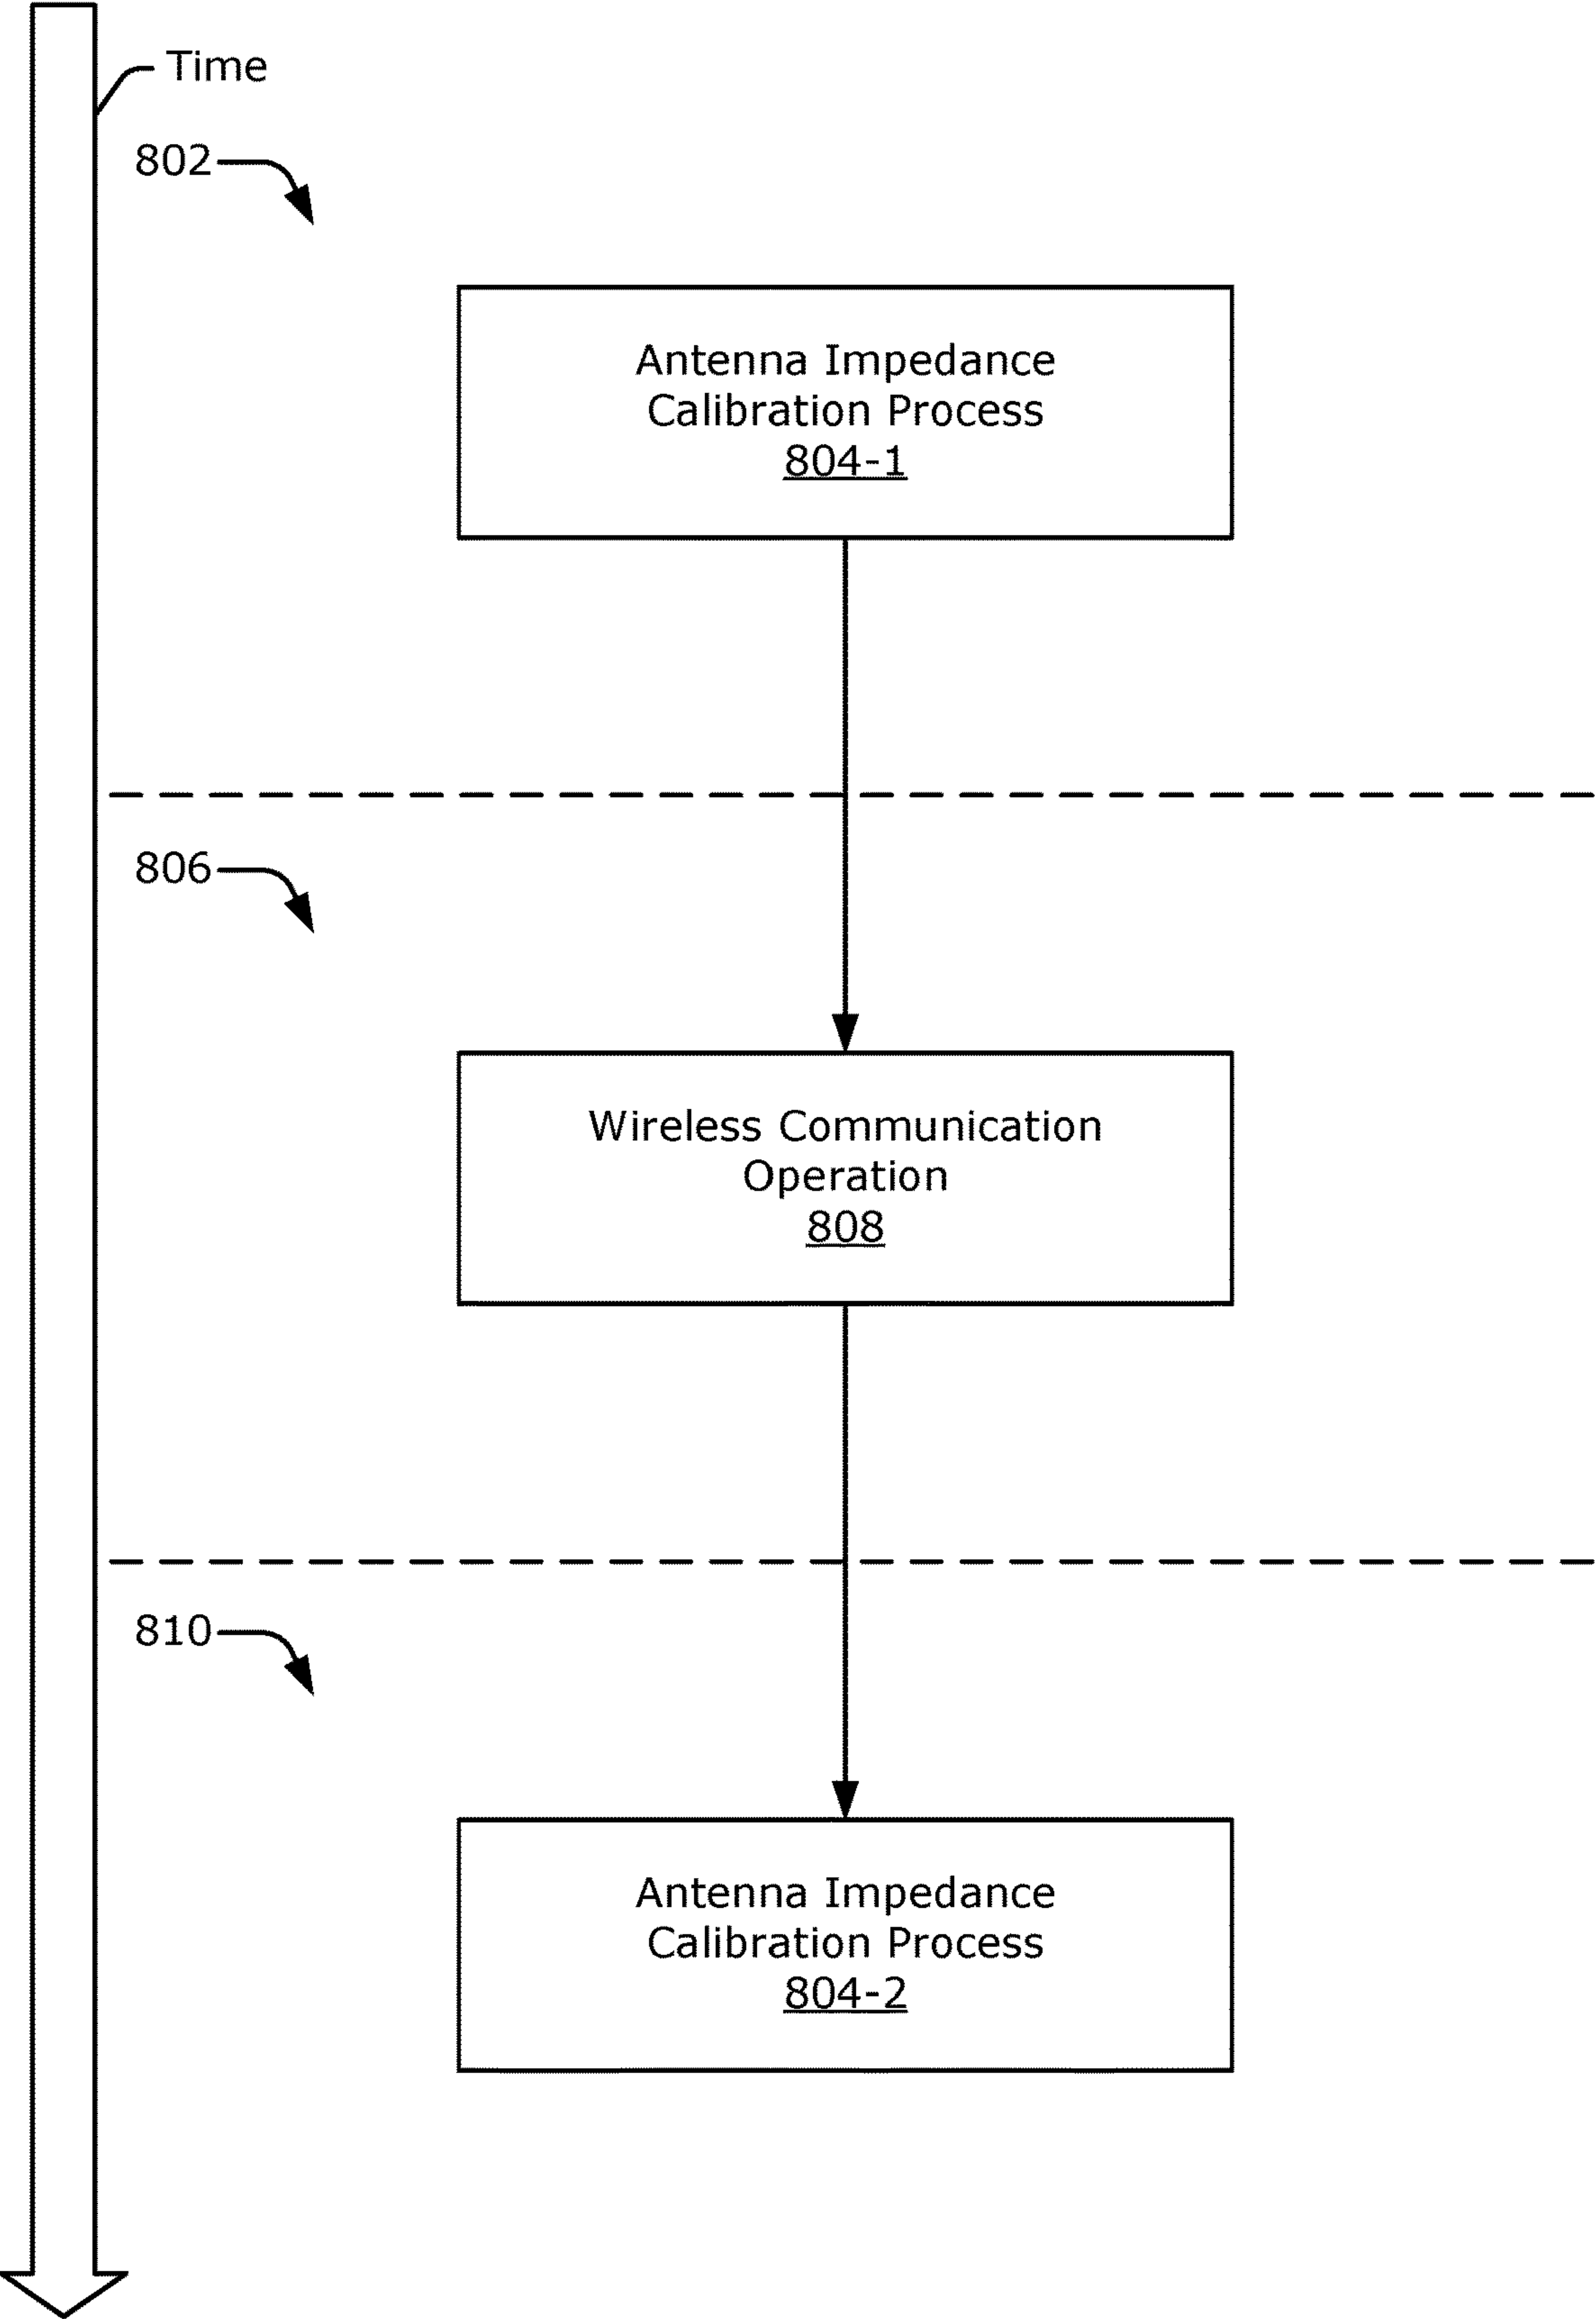 Time
802
Antenna Impedance
Calibration Process
804-1
806
Wireless Communication
Operation
808
810
Antenna Impedance
Calibration Process
804-2